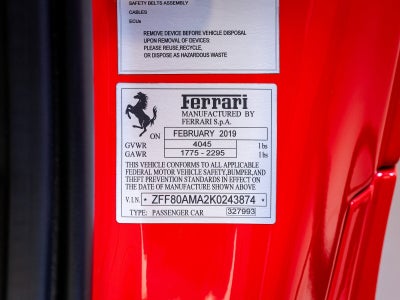 SAFETY BELTS ASSEMBLY
CABLES
ECUs
REMOVE DEVICE BEFORE VEHICLE DISPOSAL
UPON REMOVAL OF DEVICES:
PLEASE REUSE,RECYCLE,
OR DISPOSE AS HAZARDOUS WASTE
Ferrari
MANUFACTURED BY
FERRARI S.p.A.
ON FEBRUARY 2019
GVWR 4045 lbs
GAWR 1775 - 2295 lbs
THIS VEHICLE CONFORMS TO ALL APPLICABLE
FEDERAL MOTOR VEHICLE SAFETY,BUMPER,AND
THEFT PREVENTION STANDARDS IN EFFECT ON
THE DATE OF MANUFACTURE SHOWN ABOVE
V.I.N. * ZFF80AMA2K0243874 *
TYPE: PASSENGER CAR 327993